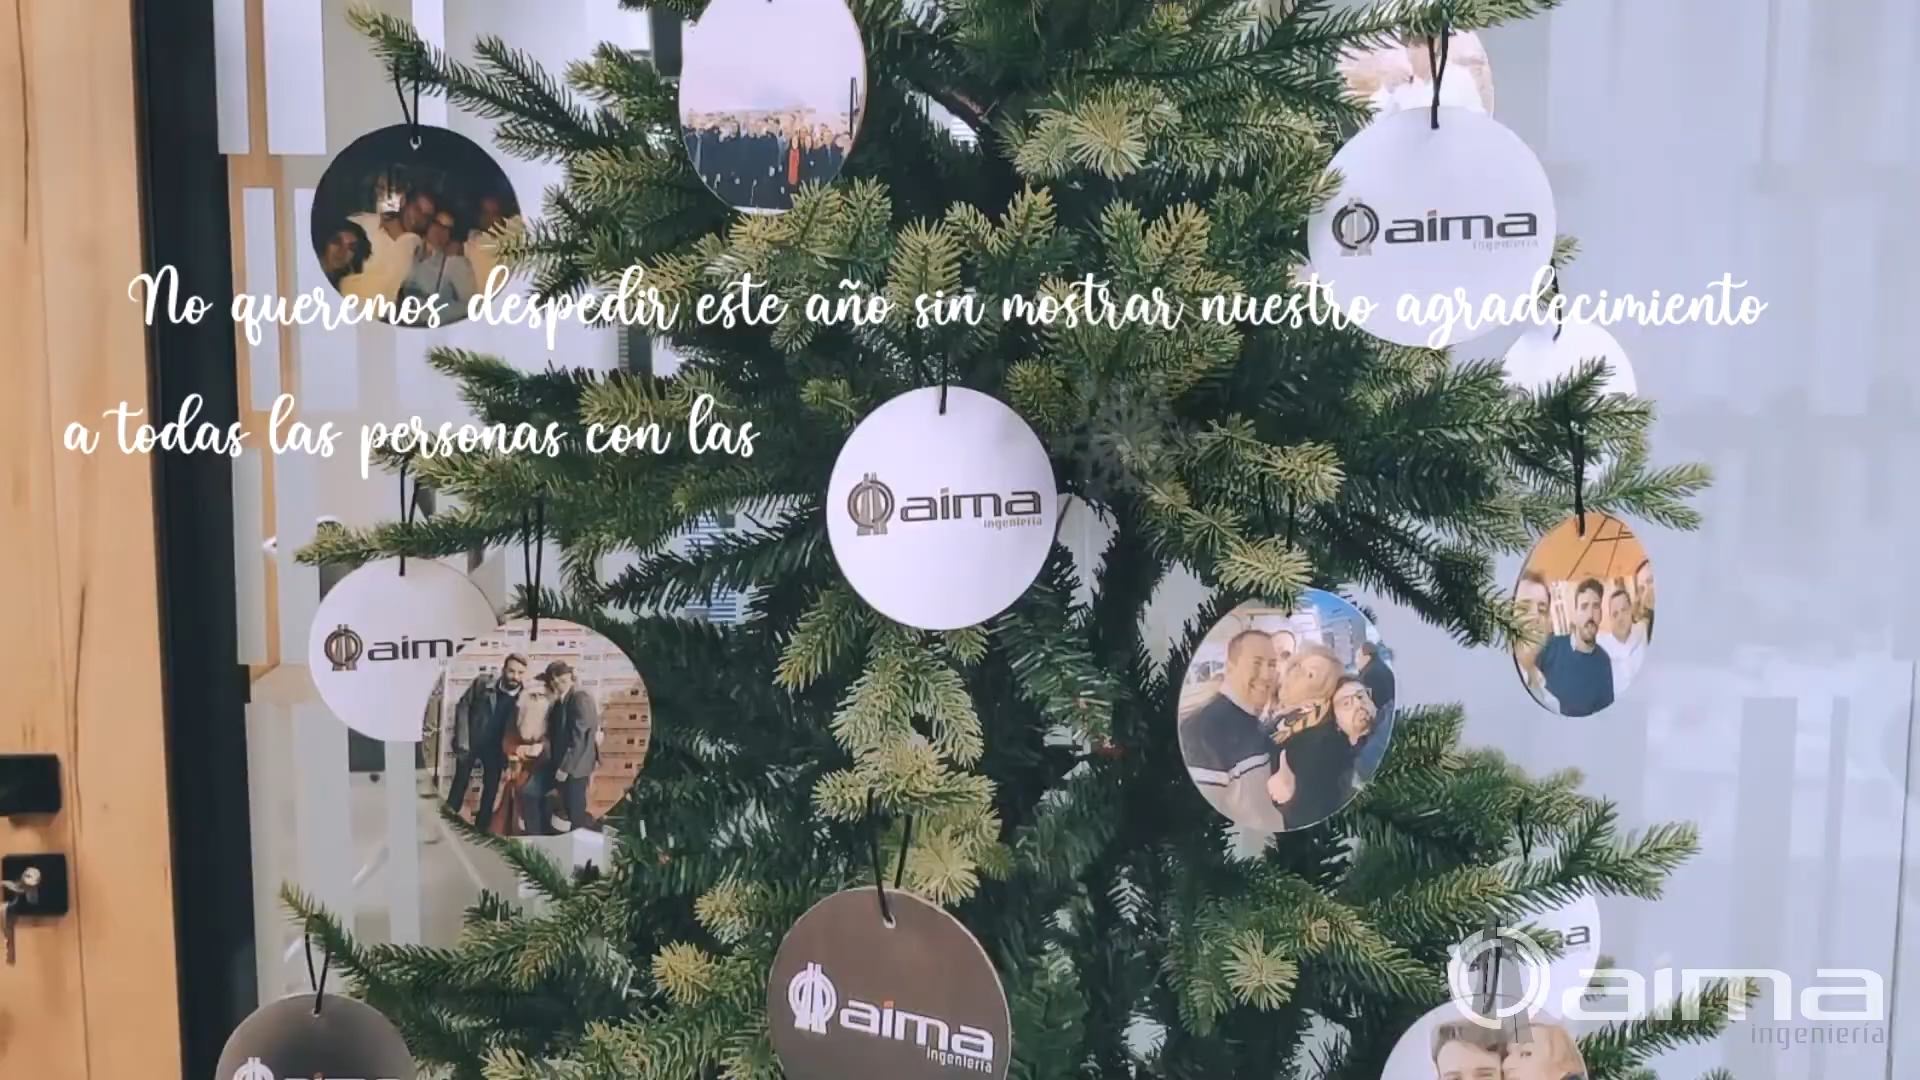 aima
ingeniería
No queremos despedir este año sin mostrar nuestro agradecimiento
a todas las personas con las
aima
ingeniería
aima
aima
ingeniería
aima
ingeniería